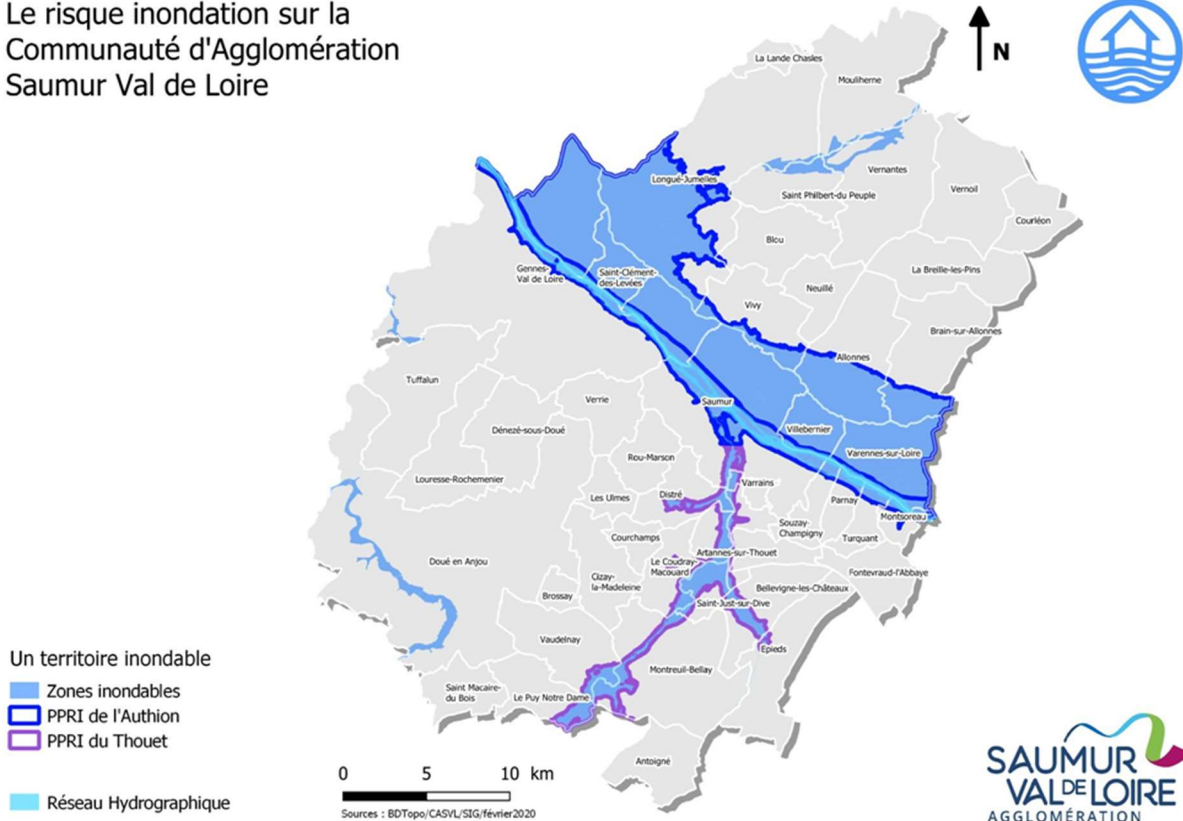 Le risque inondation sur la
Communauté d'Agglomération
Saumur Val de Loire
N
La Lande Chasles
Mouliherne
Longué-Jumelles
Vernantes
Saint Philbert-du Peuple
Vernoil
Courléon
Blou
La Breille-les-Pins
Gennes-
Val de Loire
Saint-Clément-
des-Levées
Neuillé
Vivy
Brain-sur-Allonnes
Allonnes
Tuffalun
Verrie
Saumur
Dénezé-sous-Doué
Villebernier
Varennes-sur-Loire
Rou-Marson
Louresse-Rochemenier
Varrains
Les Ulmes
Distré
Parnay
Montsoreau
Souzay-
Champigny
Courchamps
Turquant
Artannes-sur-Thouet
Doué en Anjou
Le Coudray-
Macouard
Fontevraud-l'Abbaye
Cizay-
la-Madeleine
Bellevigne-les-Châteaux
Brossay
Saint-Just-sur-Dive
Vaudelnay
Epieds
Montreuil-Bellay
Saint Macaire-
du Bois
Le Puy Notre Dame
Antoigné
Un territoire inondable
Zones inondables
PPRI de l'Authion
PPRI du Thouet
Réseau Hydrographique
0 5 10 km
Sources : BDTopo/CASVL/SIG/février2020
SAUMUR
VAL DE LOIRE
AGGLOMÉRATION